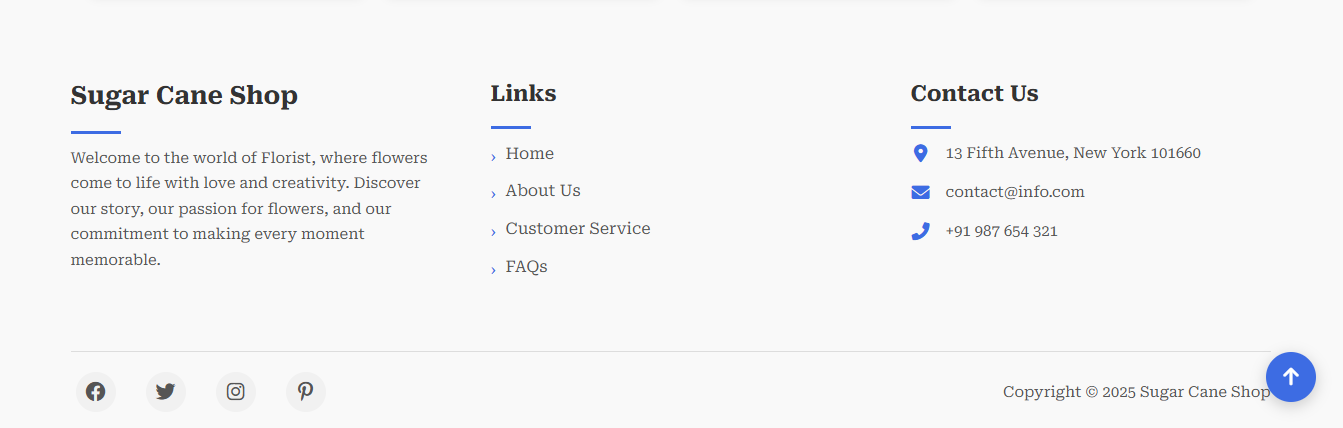 Sugar Cane Shop
Welcome to the world of Florist, where flowers
come to life with love and creativity. Discover
our story, our passion for flowers, and our
commitment to making every moment
memorable.
Links
› Home
› About Us
› Customer Service
› FAQs
Contact Us
13 Fifth Avenue, New York 101660
contact@info.com
+91 987 654 321
Copyright © 2025 Sugar Cane Shop